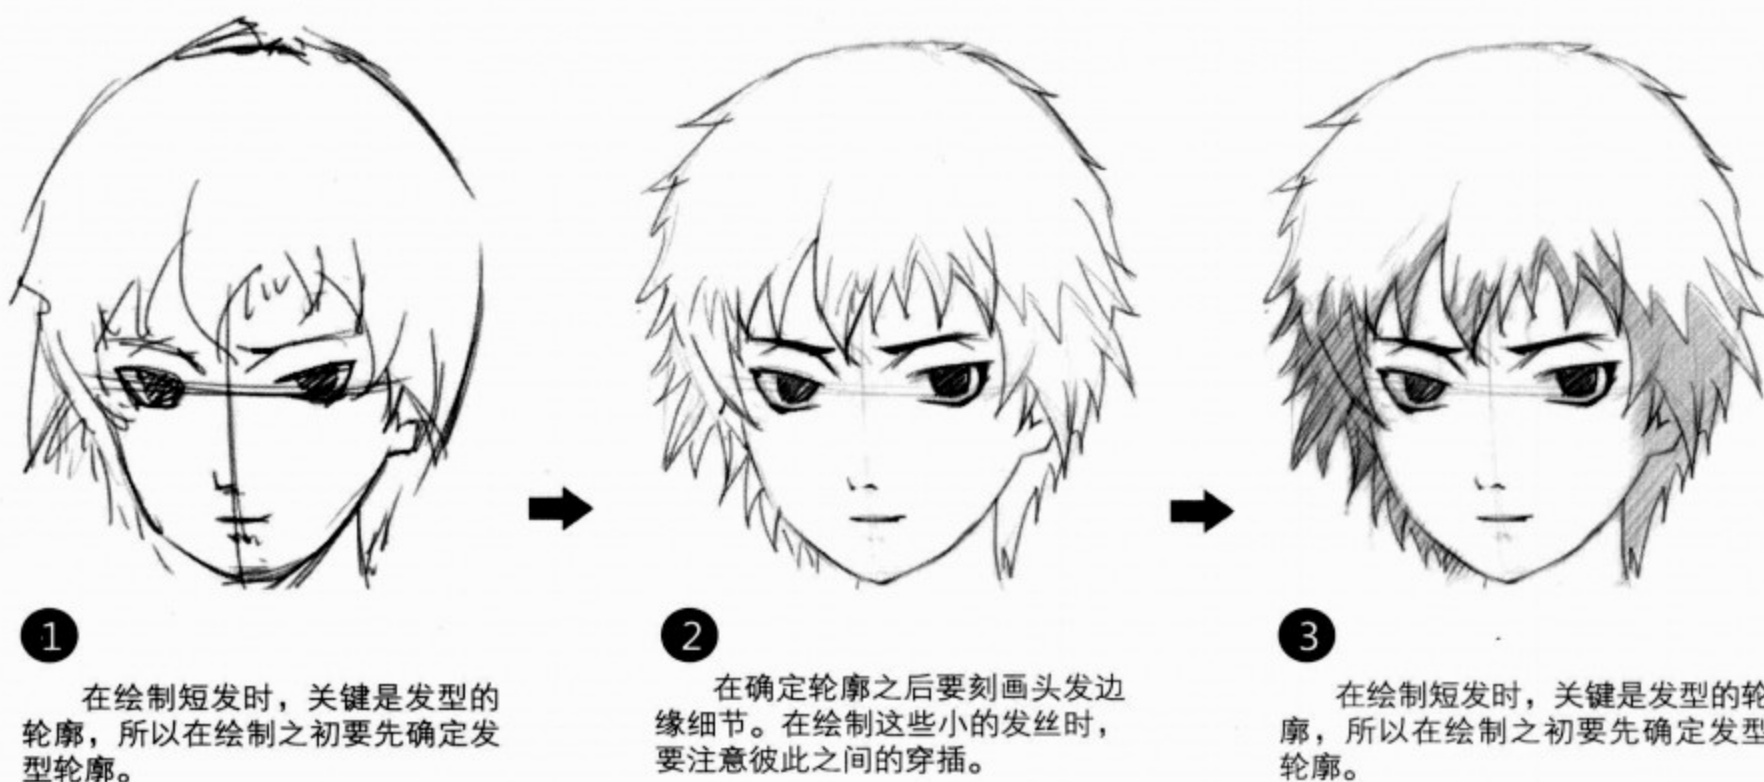 1
在绘制短发时，关键是发型的
轮廓，所以在绘制之初要先确定发
型轮廓。
2
在确定轮廓之后要刻画头发边
缘细节。在绘制这些小的发丝时，
要注意彼此之间的穿插。
3
在绘制短发时，关键是发型的轮
廓，所以在绘制之初要先确定发型
轮廓。